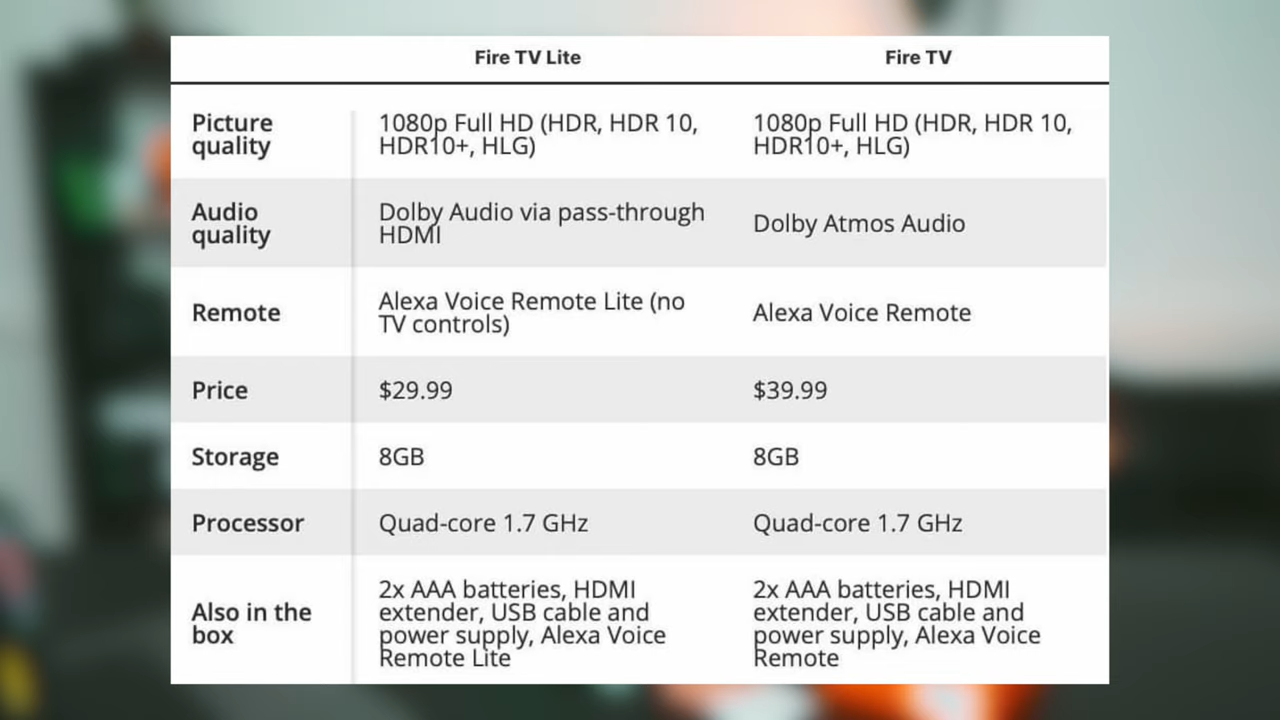 Fire TV Lite Fire TV
Picture quality
1080p Full HD (HDR, HDR 10,
HDR10+, HLG)
1080p Full HD (HDR, HDR 10,
HDR10+, HLG)
Audio quality
Dolby Audio via pass-through
HDMI
Dolby Atmos Audio
Remote
Alexa Voice Remote Lite (no
TV controls)
Alexa Voice Remote
Price $29.99 $39.99
Storage 8GB 8GB
Processor Quad-core 1.7 GHz Quad-core 1.7 GHz
Also in the
box
2x AAA batteries, HDMI
extender, USB cable and
power supply, Alexa Voice
Remote Lite
2x AAA batteries, HDMI
extender, USB cable and
power supply, Alexa Voice
Remote